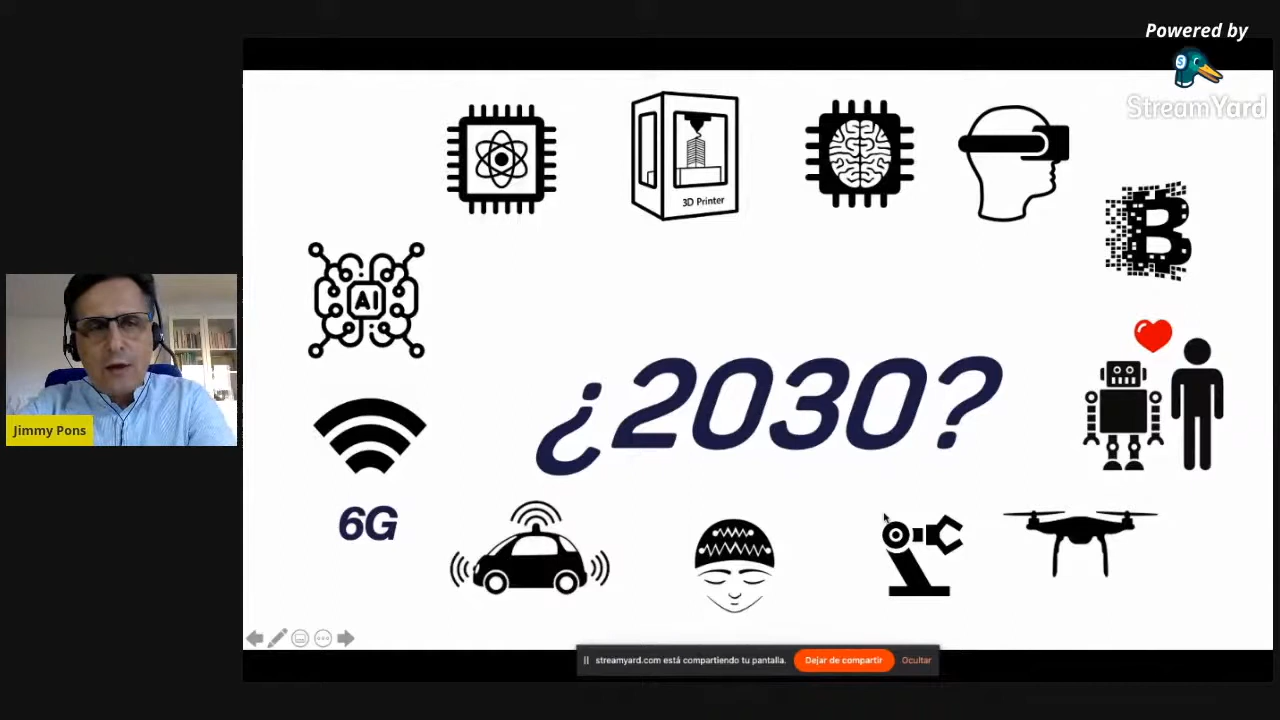 Powered by
StreamYard
3D Printer
AI
¿2030?
6G
Jimmy Pons
streamyard.com está compartiendo tu pantalla.
Dejar de compartir
Ocultar